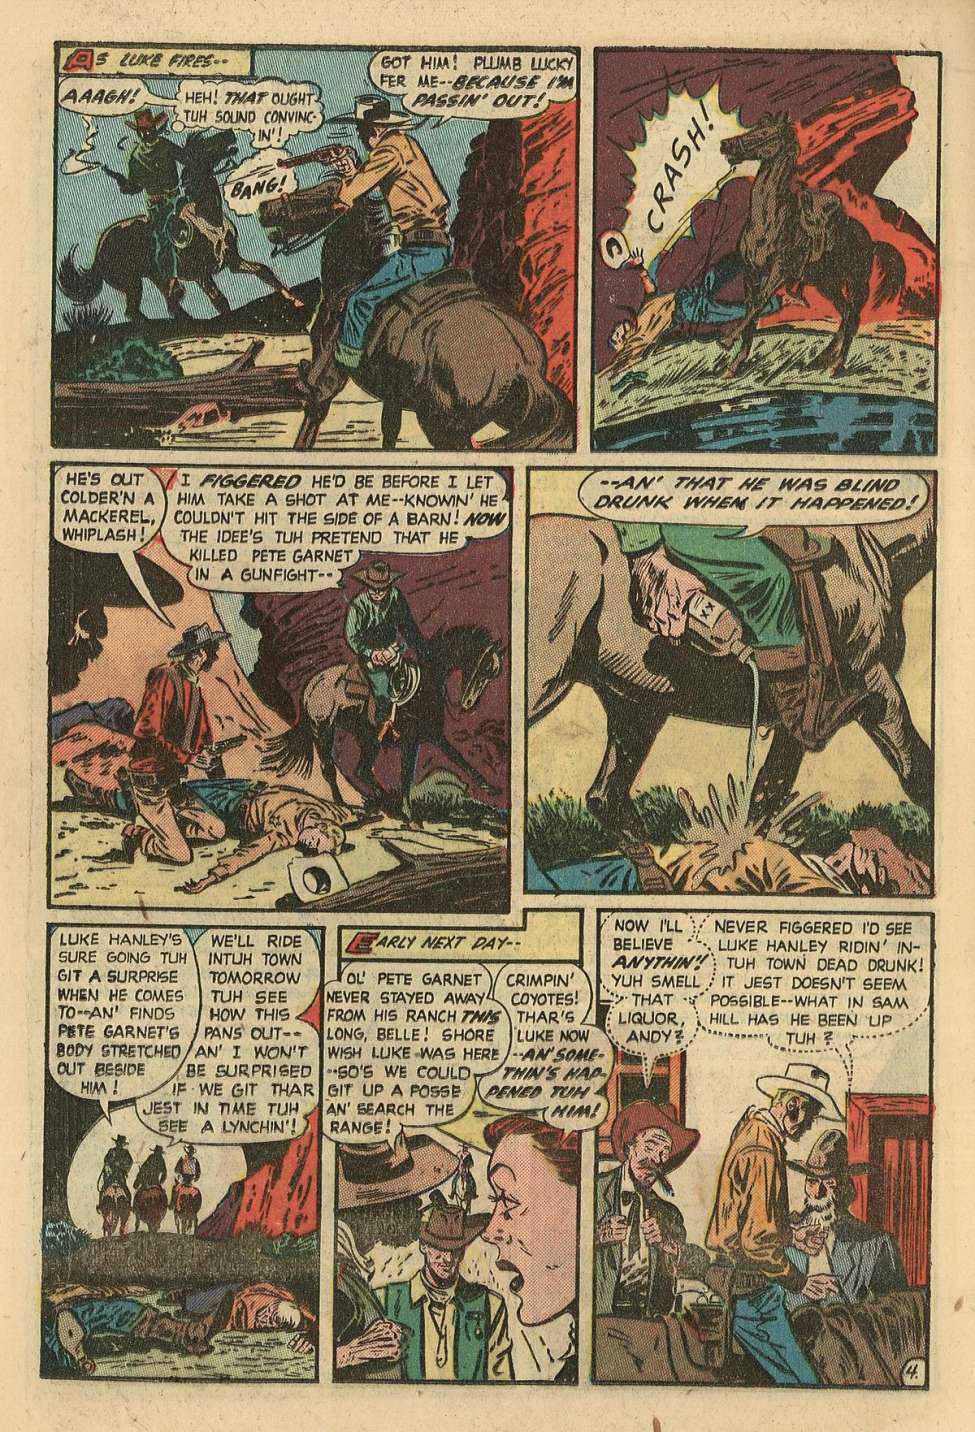 AS LUKE FIRES--
AAAGH!
HEH! THAT OUGHT
TUH SOUND CONVINC-
IN'!
BANG!
GOT HIM! PLUMB LUCKY
FER ME--BECAUSE I'M
PASSIN' OUT!
CRASH!
HE'S OUT
COLDER'N A
MACKEREL,
WHIPLASH!
I FIGGERED HE'D BE BEFORE I LET
HIM TAKE A SHOT AT ME--KNOWIN' HE
COULDN'T HIT THE SIDE OF A BARN! NOW
THE IDEE'S TUH PRETEND THAT HE
KILLED PETE GARNET
IN A GUNFIGHT--
--AN' THAT HE WAS BLIND
DRUNK WHEM IT HAPPENED!
XX
LUKE HANLEY'S
SURE GOING TUH
GIT A SURPRISE
WHEN HE COMES
TO--AN' FINDS
PETE GARNET'S
BODY STRETCHED
OUT BESIDE
HIM!
WE'LL RIDE
INTUH TOWN
TOMORROW
TUH SEE
HOW THIS
PANS OUT--
AN' I WON'T
BE SURPRISED
IF WE GIT THAR
JEST IN TIME TUH
SEE A LYNCHIN'!
EARLY NEXT DAY--
OL' PETE GARNET
NEVER STAYED AWAY
FROM HIS RANCH THIS
LONG, BELLE! SHORE
WISH LUKE WAS HERE
--SO'S WE COULD
GIT UP A POSSE
AN' SEARCH THE
RANGE!
CRIMPIN'
COYOTES!
THAR'S
LUKE NOW
--AN' SOME-
THIN'S HAP-
PENED TUH
HIM!
NOW I'LL
BELIEVE
ANYTHIN'!
YUH SMELL
THAT
LIQUOR,
ANDY?
NEVER FIGGERED I'D SEE
LUKE HANLEY RIDIN' IN-
TUH TOWN DEAD DRUNK!
IT JEST DOESN'T SEEM
POSSIBLE--WHAT IN SAM
HILL HAS HE BEEN UP
TUH?
4